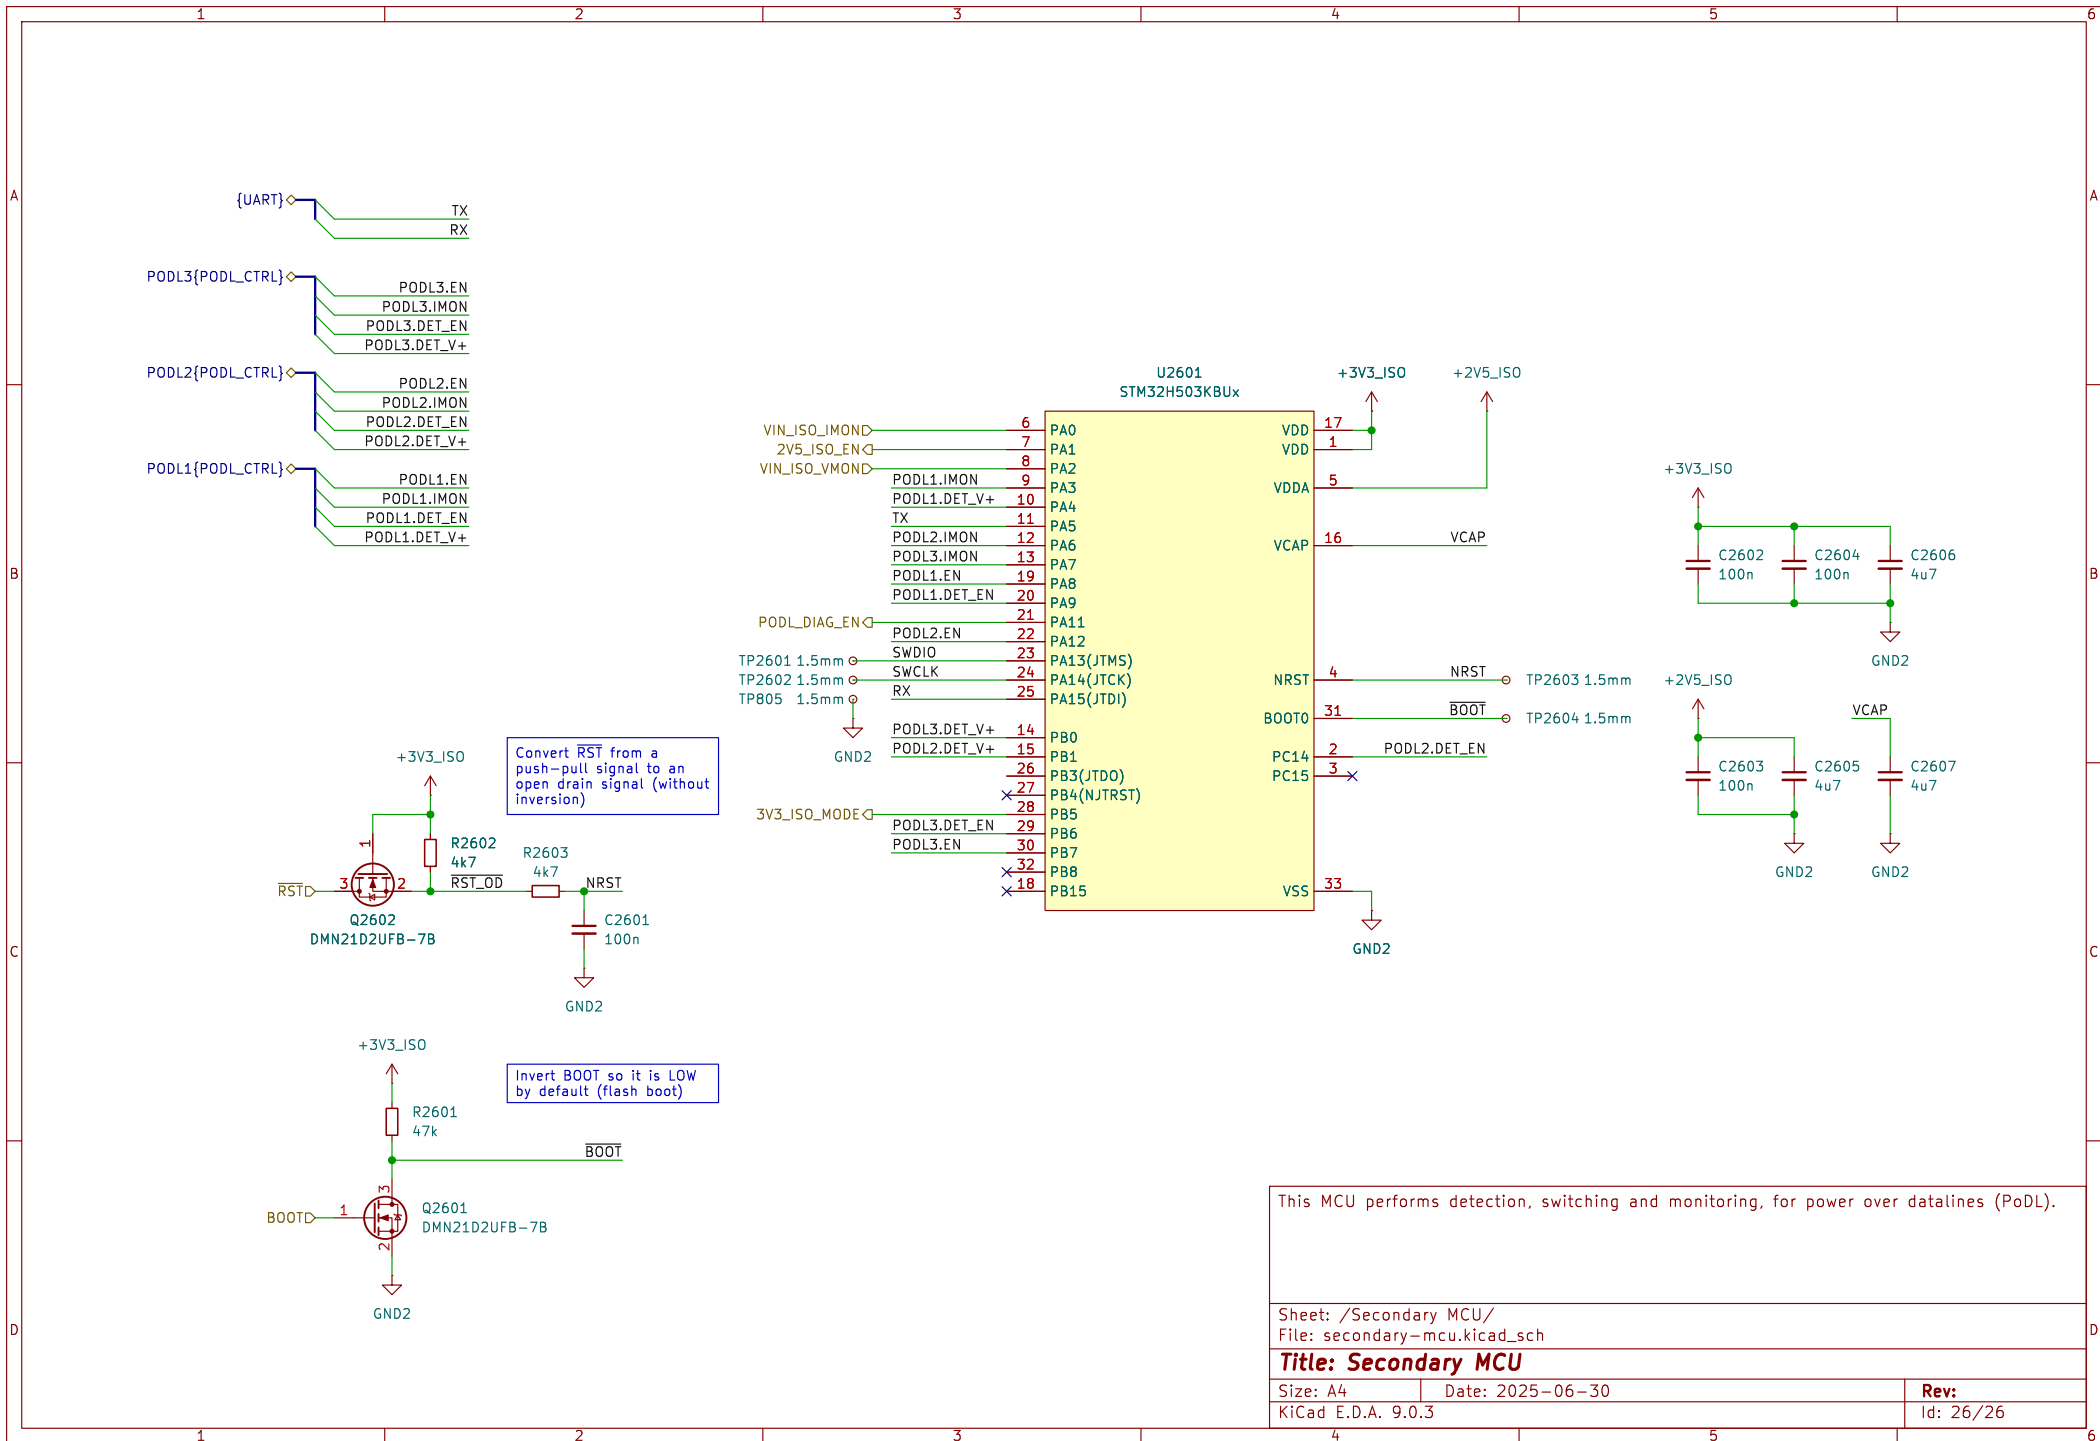 1 2 3 4 5 6
A
B
C
D
A
B
C
D
1 2 3 4 5 6
{UART}
TX
RX
PODL3{PODL_CTRL}
PODL3.EN
PODL3.IMON
PODL3.DET_EN
PODL3.DET_V+
PODL2{PODL_CTRL}
PODL2.EN
PODL2.IMON
PODL2.DET_EN
PODL2.DET_V+
PODL1{PODL_CTRL}
PODL1.EN
PODL1.IMON
PODL1.DET_EN
PODL1.DET_V+
Convert RST from a
push-pull signal to an
open drain signal (without
inversion)
+3V3_ISO
R2602
4k7
1
RST
3
2
Q2602
DMN21D2UFB-7B
RST_OD
R2603
4k7
NRST
C2601
100n
GND2
+3V3_ISO
Invert BOOT so it is LOW
by default (flash boot)
R2601
47k
BOOT
3
BOOT
1
2
Q2601
DMN21D2UFB-7B
GND2
U2601
STM32H503KBUx
VIN_ISO_IMON 6 PA0
2V5_ISO_EN 7 PA1
VIN_ISO_VMON 8 PA2
PODL1.IMON 9 PA3
PODL1.DET_V+ 10 PA4
TX 11 PA5
PODL2.IMON 12 PA6
PODL3.IMON 13 PA7
PODL1.EN 19 PA8
PODL1.DET_EN 20 PA9
PODL_DIAG_EN 21 PA11
PODL2.EN 22 PA12
TP2601 1.5mm SWDIO 23 PA13(JTMS)
TP2602 1.5mm SWCLK 24 PA14(JTCK)
TP805 1.5mm RX 25 PA15(JTDI)
GND2
PODL3.DET_V+ 14 PB0
PODL2.DET_V+ 15 PB1
26 PB3(JTDO)
27 PB4(NJTRST)
3V3_ISO_MODE 28 PB5
PODL3.DET_EN 29 PB6
PODL3.EN 30 PB7
32 PB8
18 PB15
+3V3_ISO
+2V5_ISO
VDD 17
VDD 1
VDDA 5
VCAP 16 VCAP
NRST 4 NRST TP2603 1.5mm
BOOT0 31 BOOT TP2604 1.5mm
PC14 2 PODL2.DET_EN
PC15 3
VSS 33
GND2
+3V3_ISO
C2602
100n
C2604
100n
C2606
4u7
GND2
+2V5_ISO
VCAP
C2603
100n
C2605
4u7
C2607
4u7
GND2
GND2
This MCU performs detection, switching and monitoring, for power over datalines (PoDL).
Sheet: /Secondary MCU/
File: secondary-mcu.kicad_sch
Title: Secondary MCU
Size: A4 Date: 2025-06-30 Rev:
KiCad E.D.A. 9.0.3 Id: 26/26